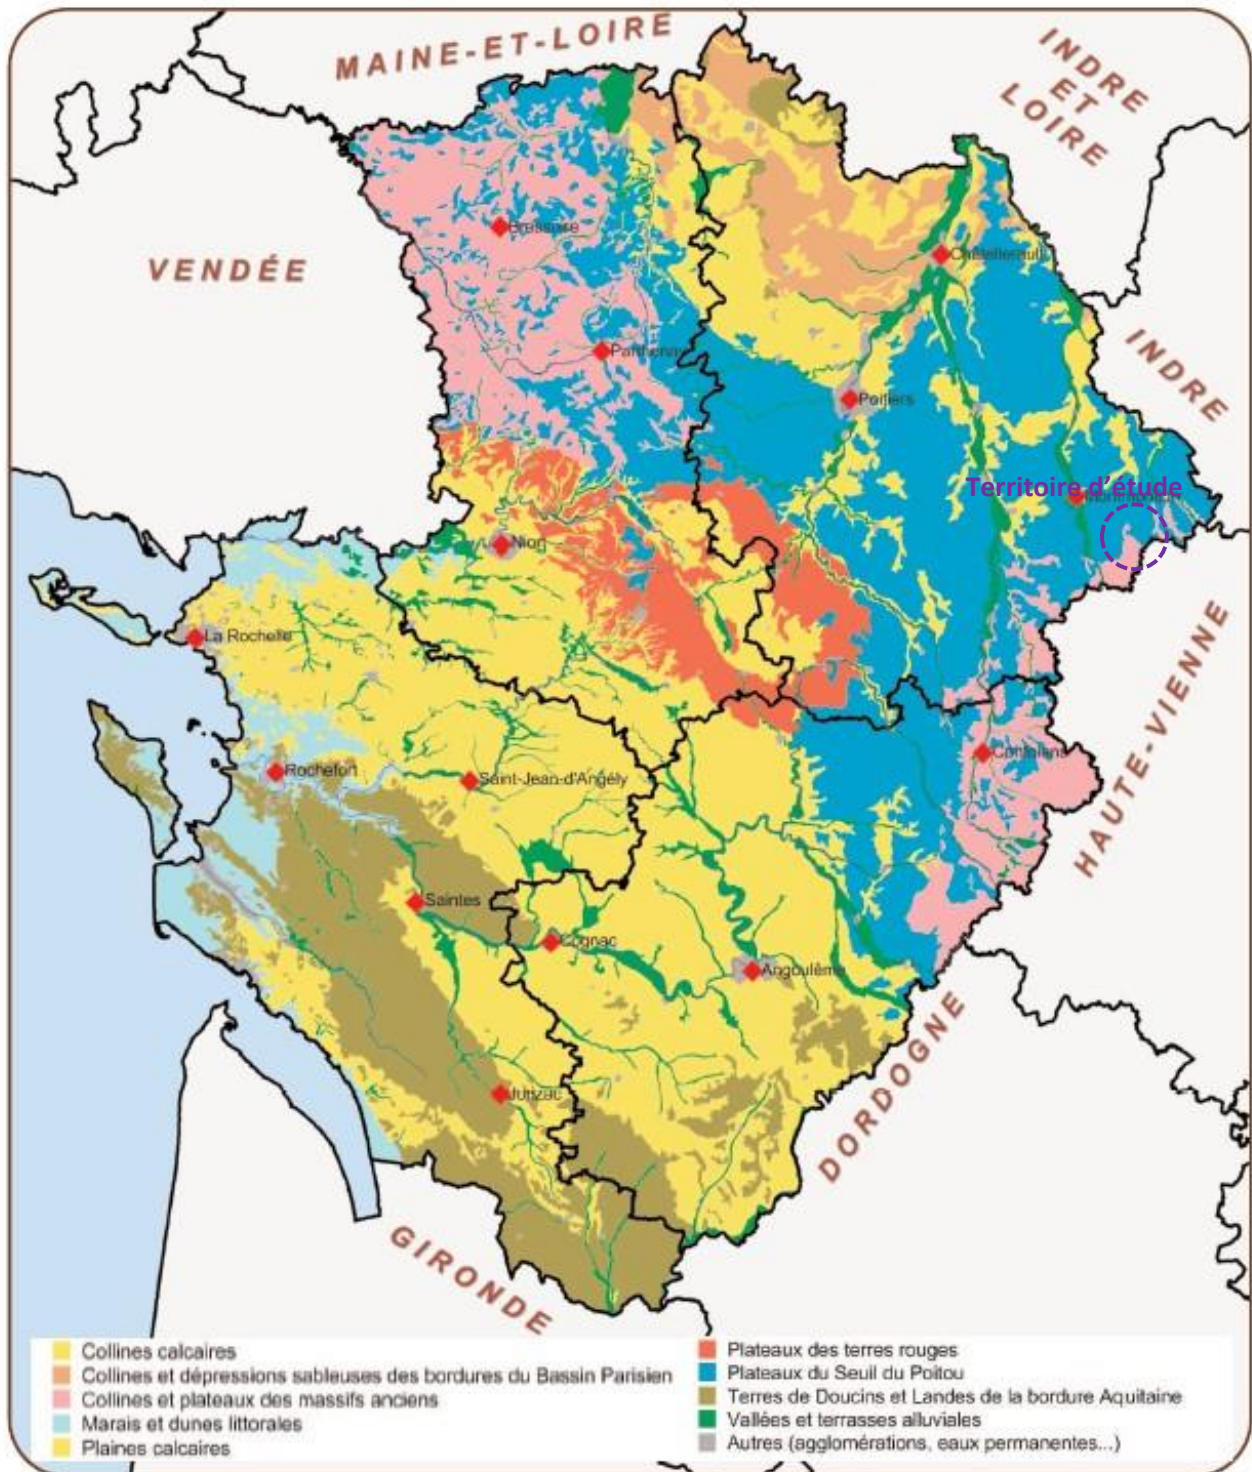 MAINE-ET-LOIRE
INDRE
ET
LOIRE
VENDÉE
Bressuire
Châtellerault
Parthenay
INDRE
Poitiers
Territoire d'étude
Niort
La Rochelle
HAUTE-VIENNE
Confolens
Rochefort
Saint-Jean-d'Angély
Saintes
Cognac
Angoulême
Jonzac
DORDOGNE
GIRONDE
Collines calcaires
Collines et dépressions sableuses des bordures du Bassin Parisien
Collines et plateaux des massifs anciens
Marais et dunes littorales
Plaines calcaires
Plateaux des terres rouges
Plateaux du Seuil du Poitou
Terres de Doucins et Landes de la bordure Aquitaine
Vallées et terrasses alluviales
Autres (agglomérations, eaux permanentes...)